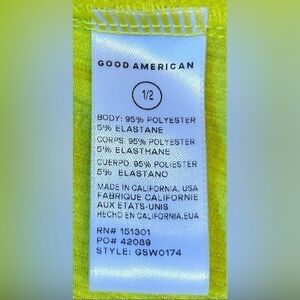 GOOD AMERICAN
1/2
BODY: 95% POLYESTER
5% ELASTANE
CORPS: 95% POLYESTER
5% ELASTHANE
CUERPO: 95% POLIESTER
5% ELASTANO
MADE IN CALIFORNIA, USA
FABRIQUE CALIFORNIE
AUX ETATS-UNIS
HECHO EN CALIFORNIA, EUA
RN# 151301
PO# 42089
STYLE: GSW0174